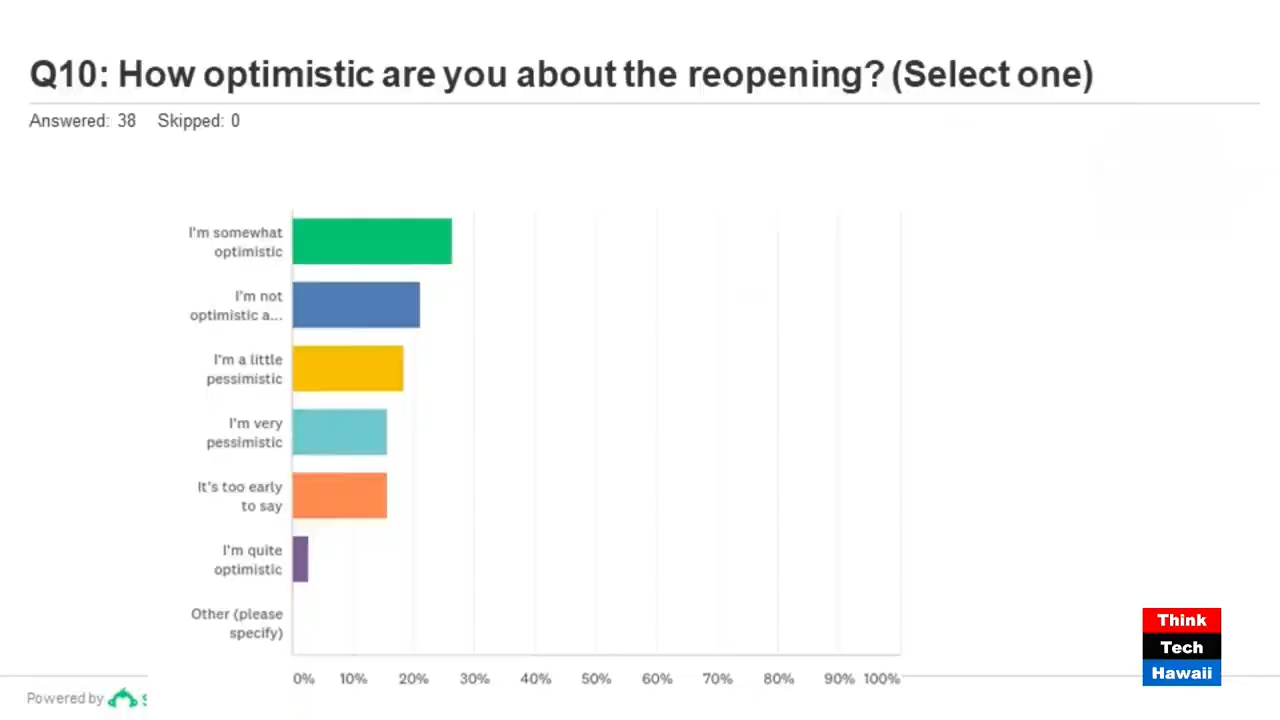 Q10: How optimistic are you about the reopening? (Select one)
Answered: 38 Skipped: 0
I'm somewhat
optimistic
I'm not
optimistic a...
I'm a little
pessimistic
I'm very
pessimistic
It's too early
to say
I'm quite
optimistic
Other (please
specify)
0% 10% 20% 30% 40% 50% 60% 70% 80% 90% 100%
Powered by
Think
Tech
Hawaii